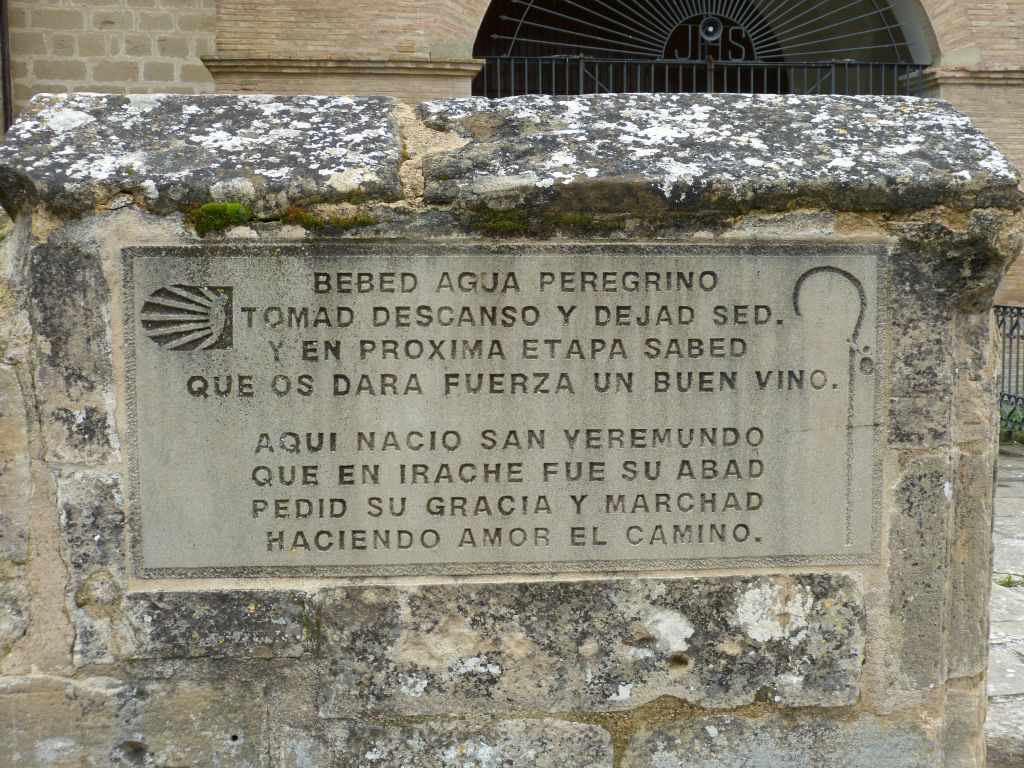 JHS
BEBED AGUA PEREGRINO
TOMAD DESCANSO Y DEJAD SED.
Y EN PROXIMA ETAPA SABED
QUE OS DARA FUERZA UN BUEN VINO.
AQUI NACIO SAN VEREMUNDO
QUE EN IRACHE FUE SU ABAD
PEDID SU GRACIA Y MARCHAD
HACIENDO AMOR EL CAMINO.